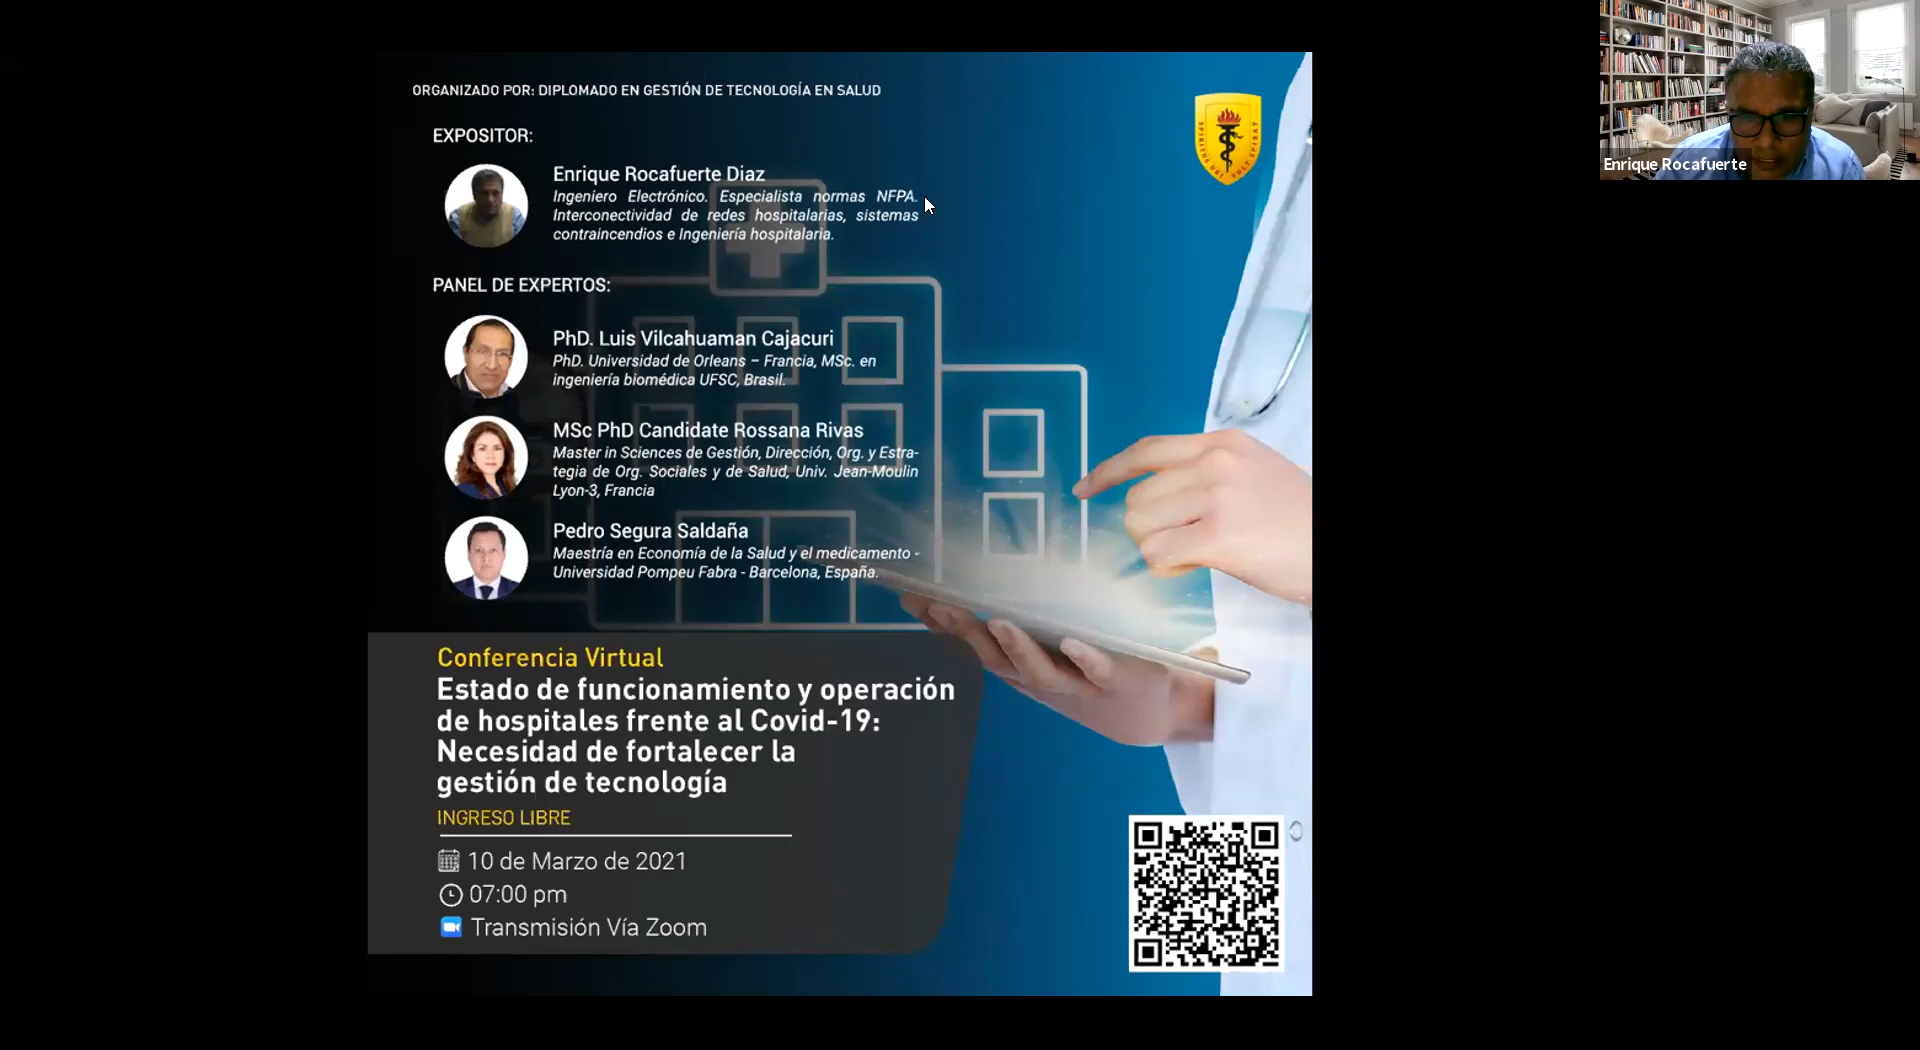 ORGANIZADO POR: DIPLOMADO EN GESTIÓN DE TECNOLOGÍA EN SALUD
EXPOSITOR:
Enrique Rocafuerte Diaz
Ingeniero Electrónico. Especialista normas NFPA.
Interconectividad de redes hospitalarias, sistemas
contraincendios e Ingeniería hospitalaria.
PANEL DE EXPERTOS:
PhD. Luis Vilcahuaman Cajacuri
PhD. Universidad de Orleans – Francia, MSc. en
ingeniería biomédica UFSC, Brasil.
MSc PhD Candidate Rossana Rivas
Master in Sciences de Gestión, Dirección, Org. y Estra-
tegia de Org. Sociales y de Salud, Univ. Jean-Moulin
Lyon-3, Francia
Pedro Segura Saldaña
Maestría en Economía de la Salud y el medicamento -
Universidad Pompeu Fabra - Barcelona, España.
Conferencia Virtual
Estado de funcionamiento y operación
de hospitales frente al Covid-19:
Necesidad de fortalecer la
gestión de tecnología
INGRESO LIBRE
10 de Marzo de 2021
07:00 pm
Transmisión Vía Zoom
SPIRITUS UBI VULT SPIRAT
Enrique Rocafuerte